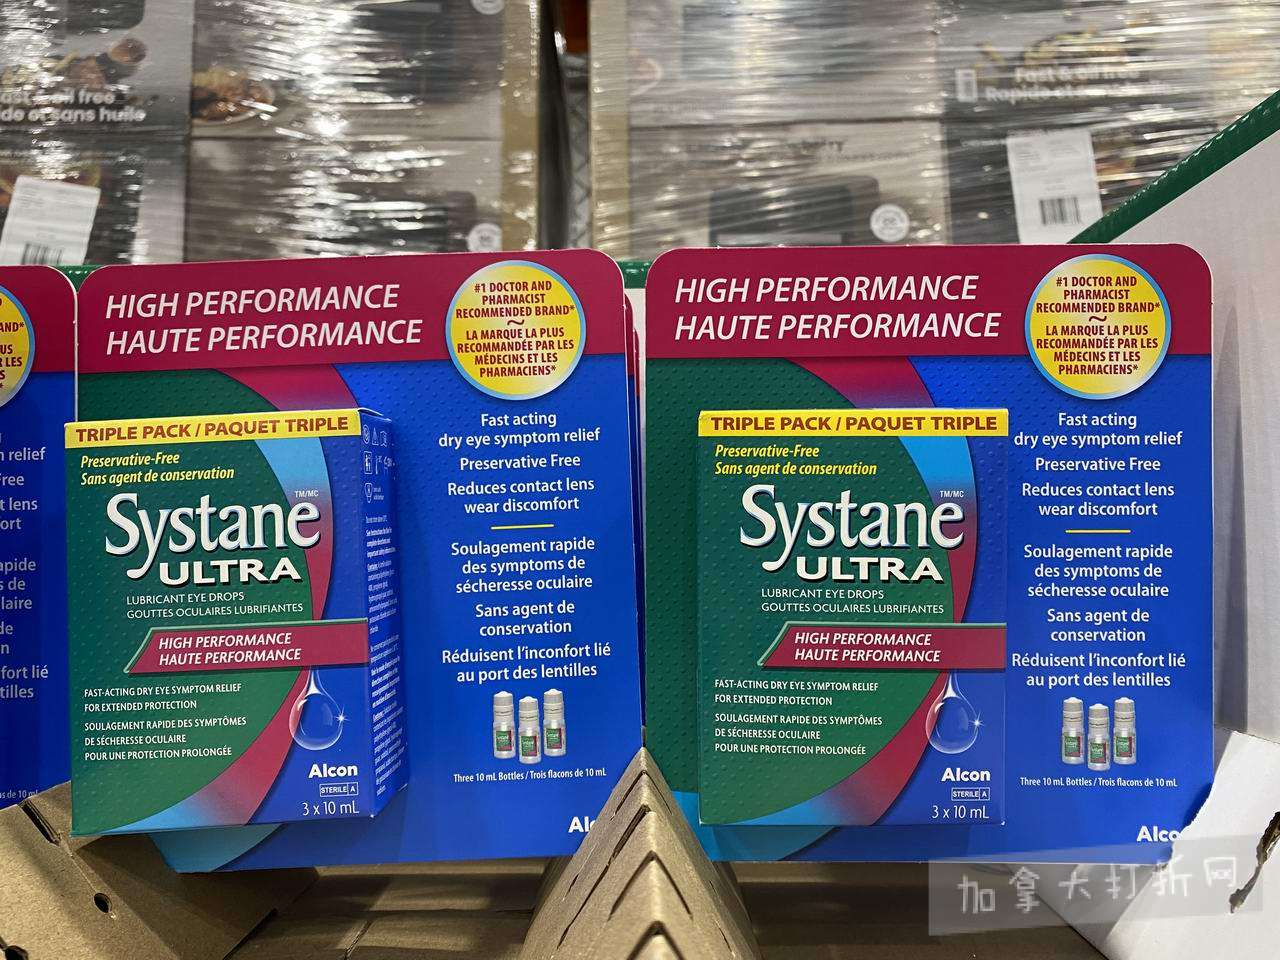 Fast & oil free
Rapide et sans huile
HIGH PERFORMANCE
HAUTE PERFORMANCE
#1 DOCTOR AND
PHARMACIST
RECOMMENDED BRAND*
~
LA MARQUE LA PLUS
RECOMMANDÉE PAR LES
MÉDECINS ET LES
PHARMACIENS*
TRIPLE PACK / PAQUET TRIPLE
Preservative-Free
Sans agent de conservation
Systane TM/MC
ULTRA
LUBRICANT EYE DROPS
GOUTTES OCULAIRES LUBRIFIANTES
HIGH PERFORMANCE
HAUTE PERFORMANCE
FAST-ACTING DRY EYE SYMPTOM RELIEF
FOR EXTENDED PROTECTION
SOULAGEMENT RAPIDE DES SYMPTÔMES
DE SÉCHERESSE OCULAIRE
POUR UNE PROTECTION PROLONGÉE
Alcon
STERILE A
3 x 10 mL
Fast acting
dry eye symptom relief
Preservative Free
Reduces contact lens
wear discomfort
Soulagement rapide
des symptoms de
sécheresse oculaire
Sans agent de
conservation
Réduisent l'inconfort lié
au port des lentilles
Three 10 mL Bottles / Trois flacons de 10 mL
Alc
HIGH PERFORMANCE
HAUTE PERFORMANCE
#1 DOCTOR AND
PHARMACIST
RECOMMENDED BRAND*
~
LA MARQUE LA PLUS
RECOMMANDÉE PAR LES
MÉDECINS ET LES
PHARMACIENS*
TRIPLE PACK / PAQUET TRIPLE
Preservative-Free
Sans agent de conservation
Systane TM/MC
ULTRA
LUBRICANT EYE DROPS
GOUTTES OCULAIRES LUBRIFIANTES
HIGH PERFORMANCE
HAUTE PERFORMANCE
FAST-ACTING DRY EYE SYMPTOM RELIEF
FOR EXTENDED PROTECTION
SOULAGEMENT RAPIDE DES SYMPTÔMES
DE SÉCHERESSE OCULAIRE
POUR UNE PROTECTION PROLONGÉE
Alcon
STERILE A
3 x 10 mL
Fast acting
dry eye symptom relief
Preservative Free
Reduces contact lens
wear discomfort
Soulagement rapide
des symptoms de
sécheresse oculaire
Sans agent de
conservation
Réduisent l'inconfort lié
au port des lentilles
Three 10 mL Bottles / Trois flacons de 10 mL
Alco
加拿大打折网